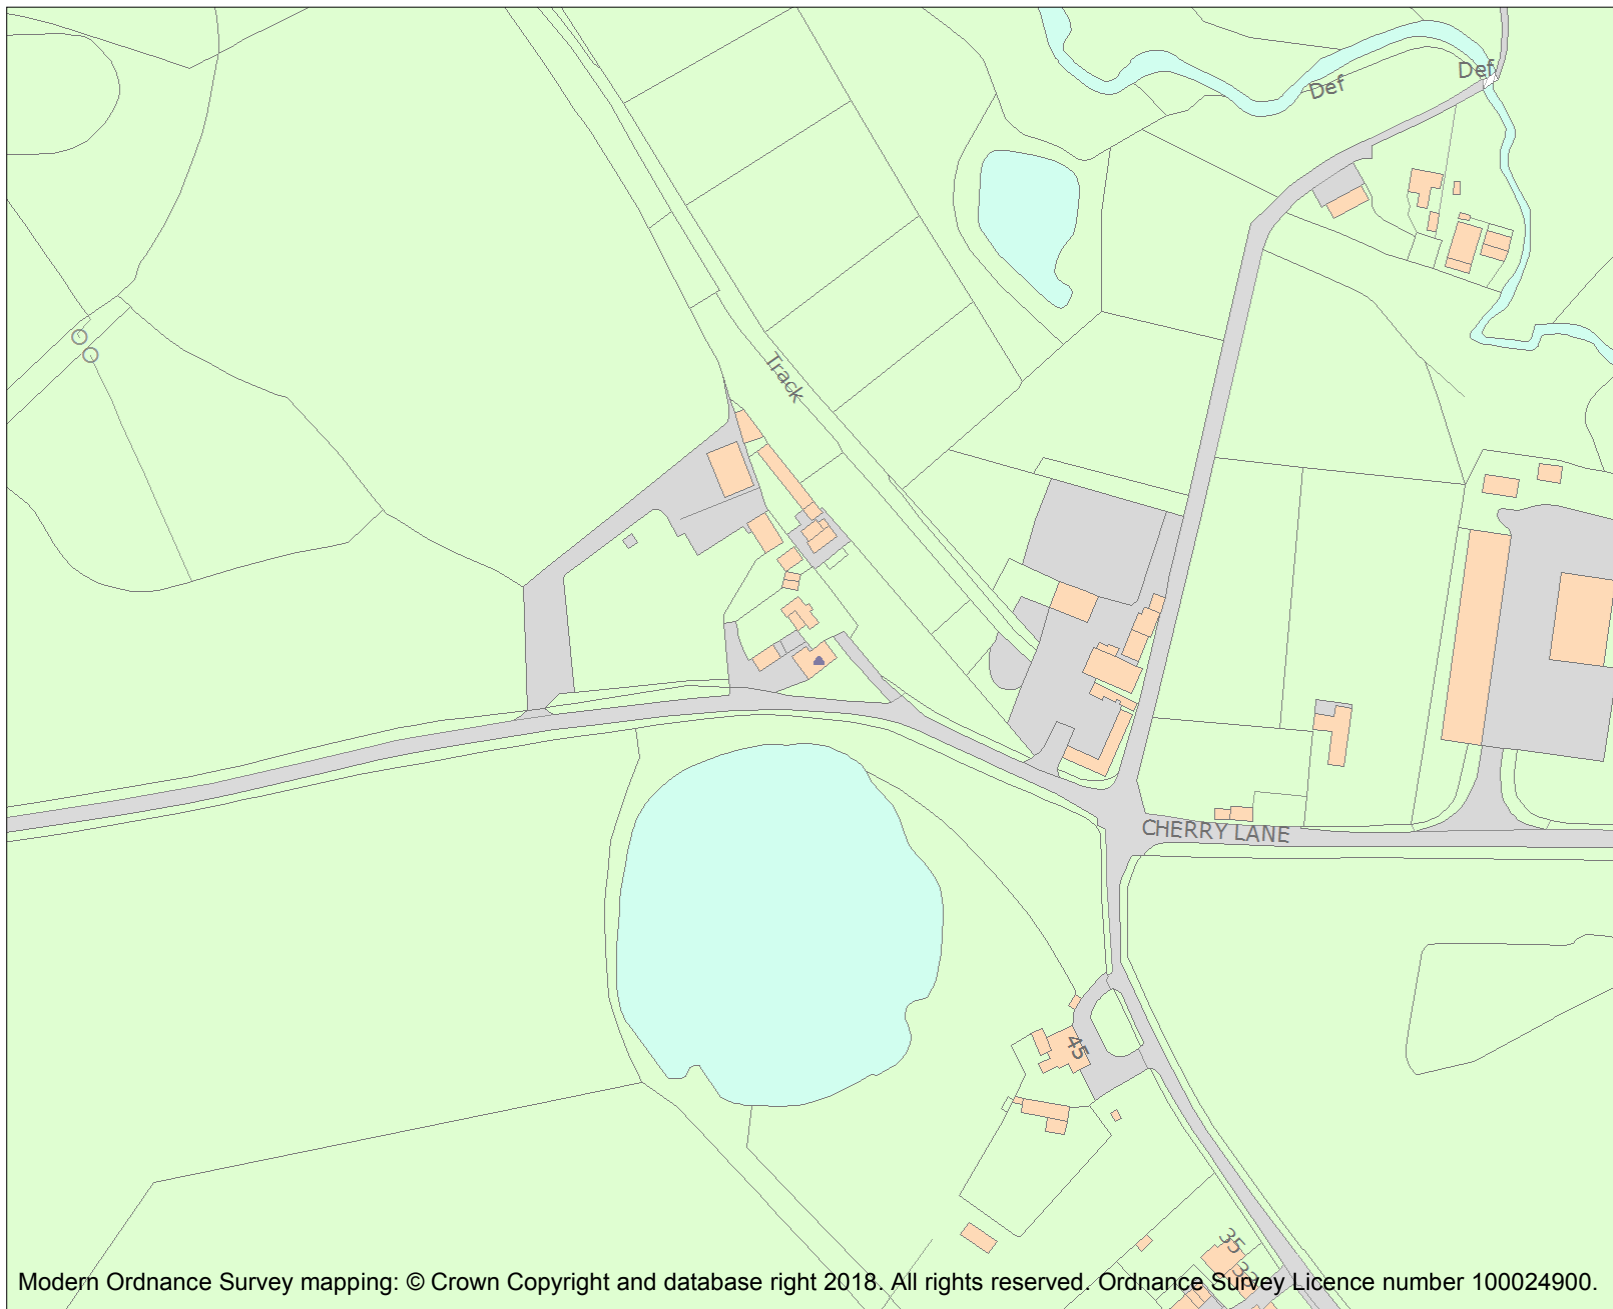 Def
Def
Track
CHERRY LANE
45
35
Modern Ordnance Survey mapping: © Crown Copyright and database right 2018. All rights reserved. Ordnance Survey Licence number 100024900.